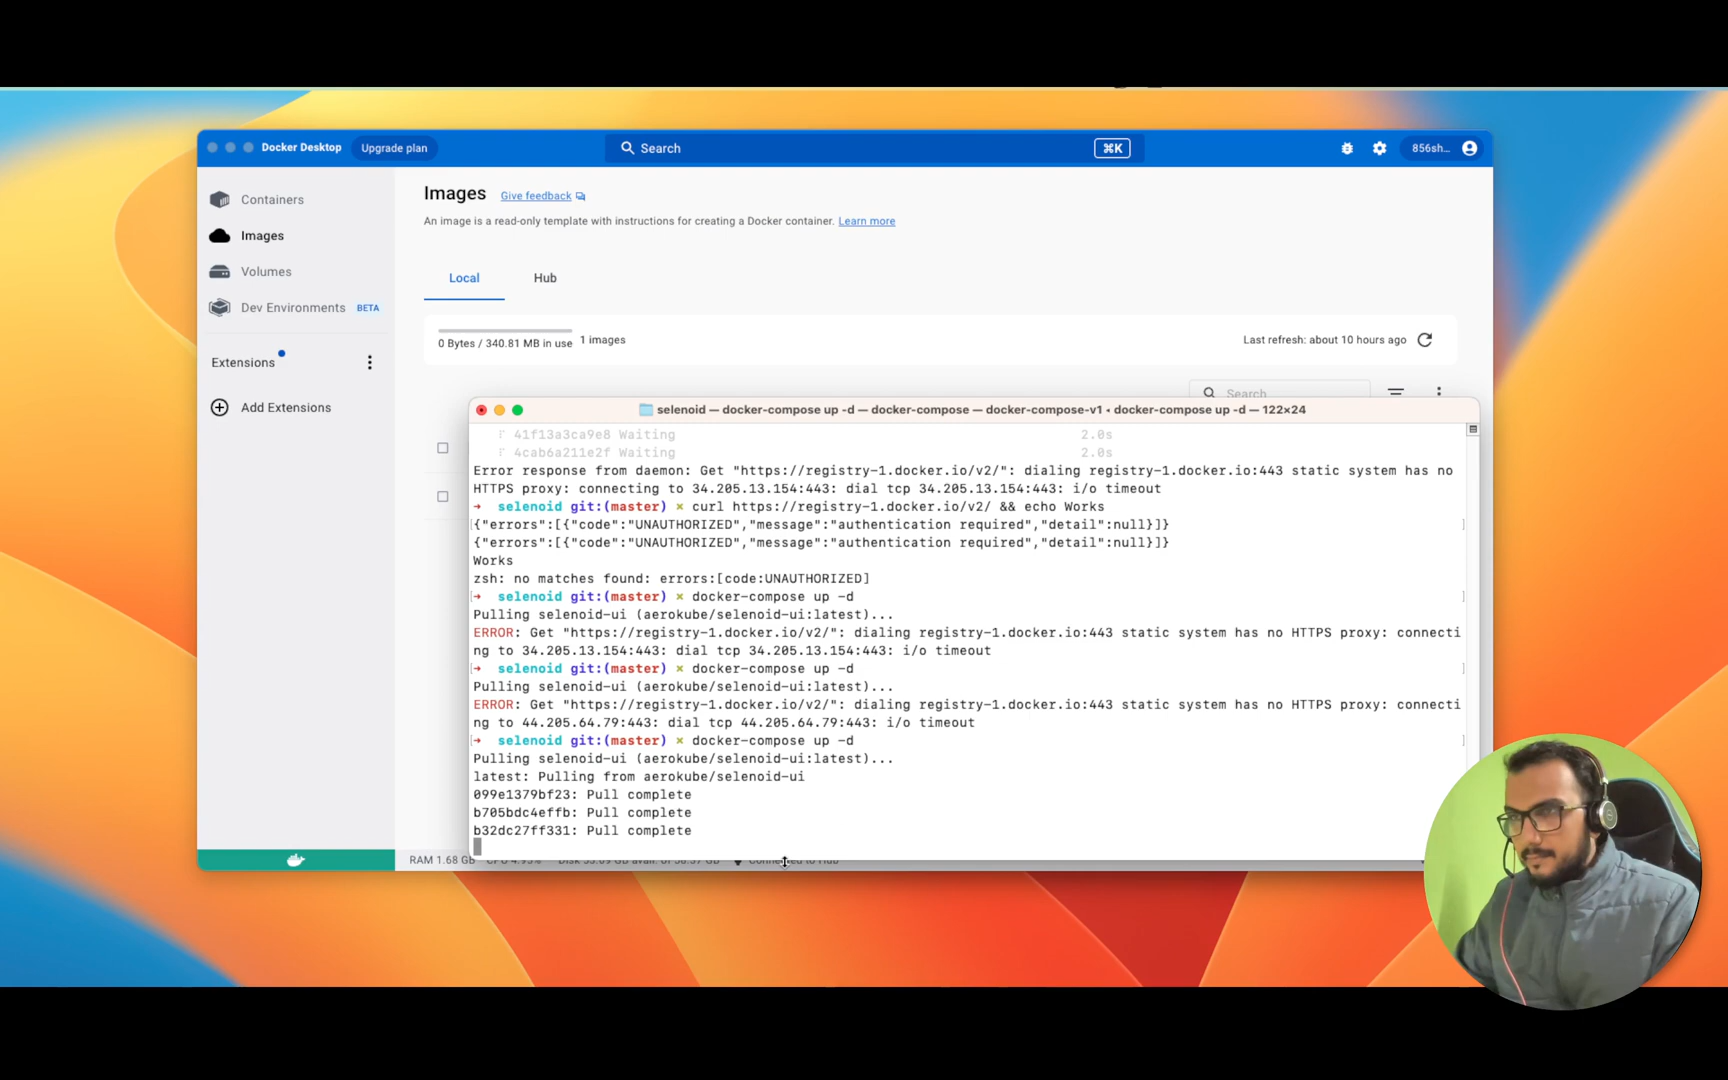 Docker Desktop
Upgrade plan
Search
⌘K
856sh...
Containers
Images
Volumes
Dev Environments BETA
Extensions
Add Extensions
Images
Give feedback
An image is a read-only template with instructions for creating a Docker container. Learn more
Local
Hub
0 Bytes / 340.81 MB in use
1 images
Last refresh: about 10 hours ago
Search
selenoid — docker-compose up -d — docker-compose — docker-compose-v1 ◂ docker-compose up -d — 122×24
41f13a3ca9e8 Waiting 2.0s
4cab6a211e2f Waiting 2.0s
Error response from daemon: Get "https://registry-1.docker.io/v2/": dialing registry-1.docker.io:443 static system has no
HTTPS proxy: connecting to 34.205.13.154:443: dial tcp 34.205.13.154:443: i/o timeout
→ selenoid git:(master) × curl https://registry-1.docker.io/v2/ && echo Works
{"errors":[{"code":"UNAUTHORIZED","message":"authentication required","detail":null}]}
{"errors":[{"code":"UNAUTHORIZED","message":"authentication required","detail":null}]}
Works
zsh: no matches found: errors:[code:UNAUTHORIZED]
→ selenoid git:(master) × docker-compose up -d
Pulling selenoid-ui (aerokube/selenoid-ui:latest)...
ERROR: Get "https://registry-1.docker.io/v2/": dialing registry-1.docker.io:443 static system has no HTTPS proxy: connecti
ng to 34.205.13.154:443: dial tcp 34.205.13.154:443: i/o timeout
→ selenoid git:(master) × docker-compose up -d
Pulling selenoid-ui (aerokube/selenoid-ui:latest)...
ERROR: Get "https://registry-1.docker.io/v2/": dialing registry-1.docker.io:443 static system has no HTTPS proxy: connecti
ng to 44.205.64.79:443: dial tcp 44.205.64.79:443: i/o timeout
→ selenoid git:(master) × docker-compose up -d
Pulling selenoid-ui (aerokube/selenoid-ui:latest)...
latest: Pulling from aerokube/selenoid-ui
099e1379bf23: Pull complete
b705bdc4effb: Pull complete
b32dc27ff331: Pull complete
RAM 1.68 GB